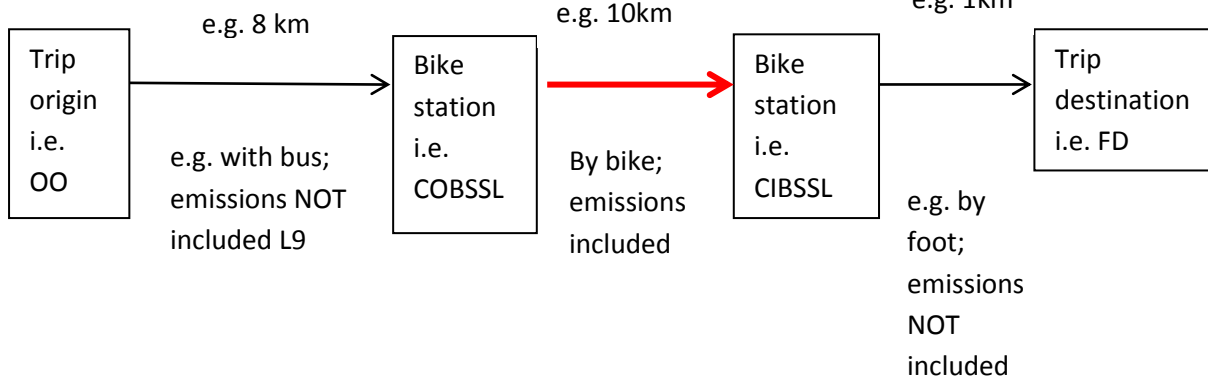 e.g. 8 km
e.g. 10km
e.g. 1km
Trip
origin
i.e.
OO
e.g. with bus;
emissions NOT
included L9
Bike
station
i.e.
COBSSL
By bike;
emissions
included
Bike
station
i.e.
CIBSSL
e.g. by
foot;
emissions
NOT
included
Trip
destination
i.e. FD